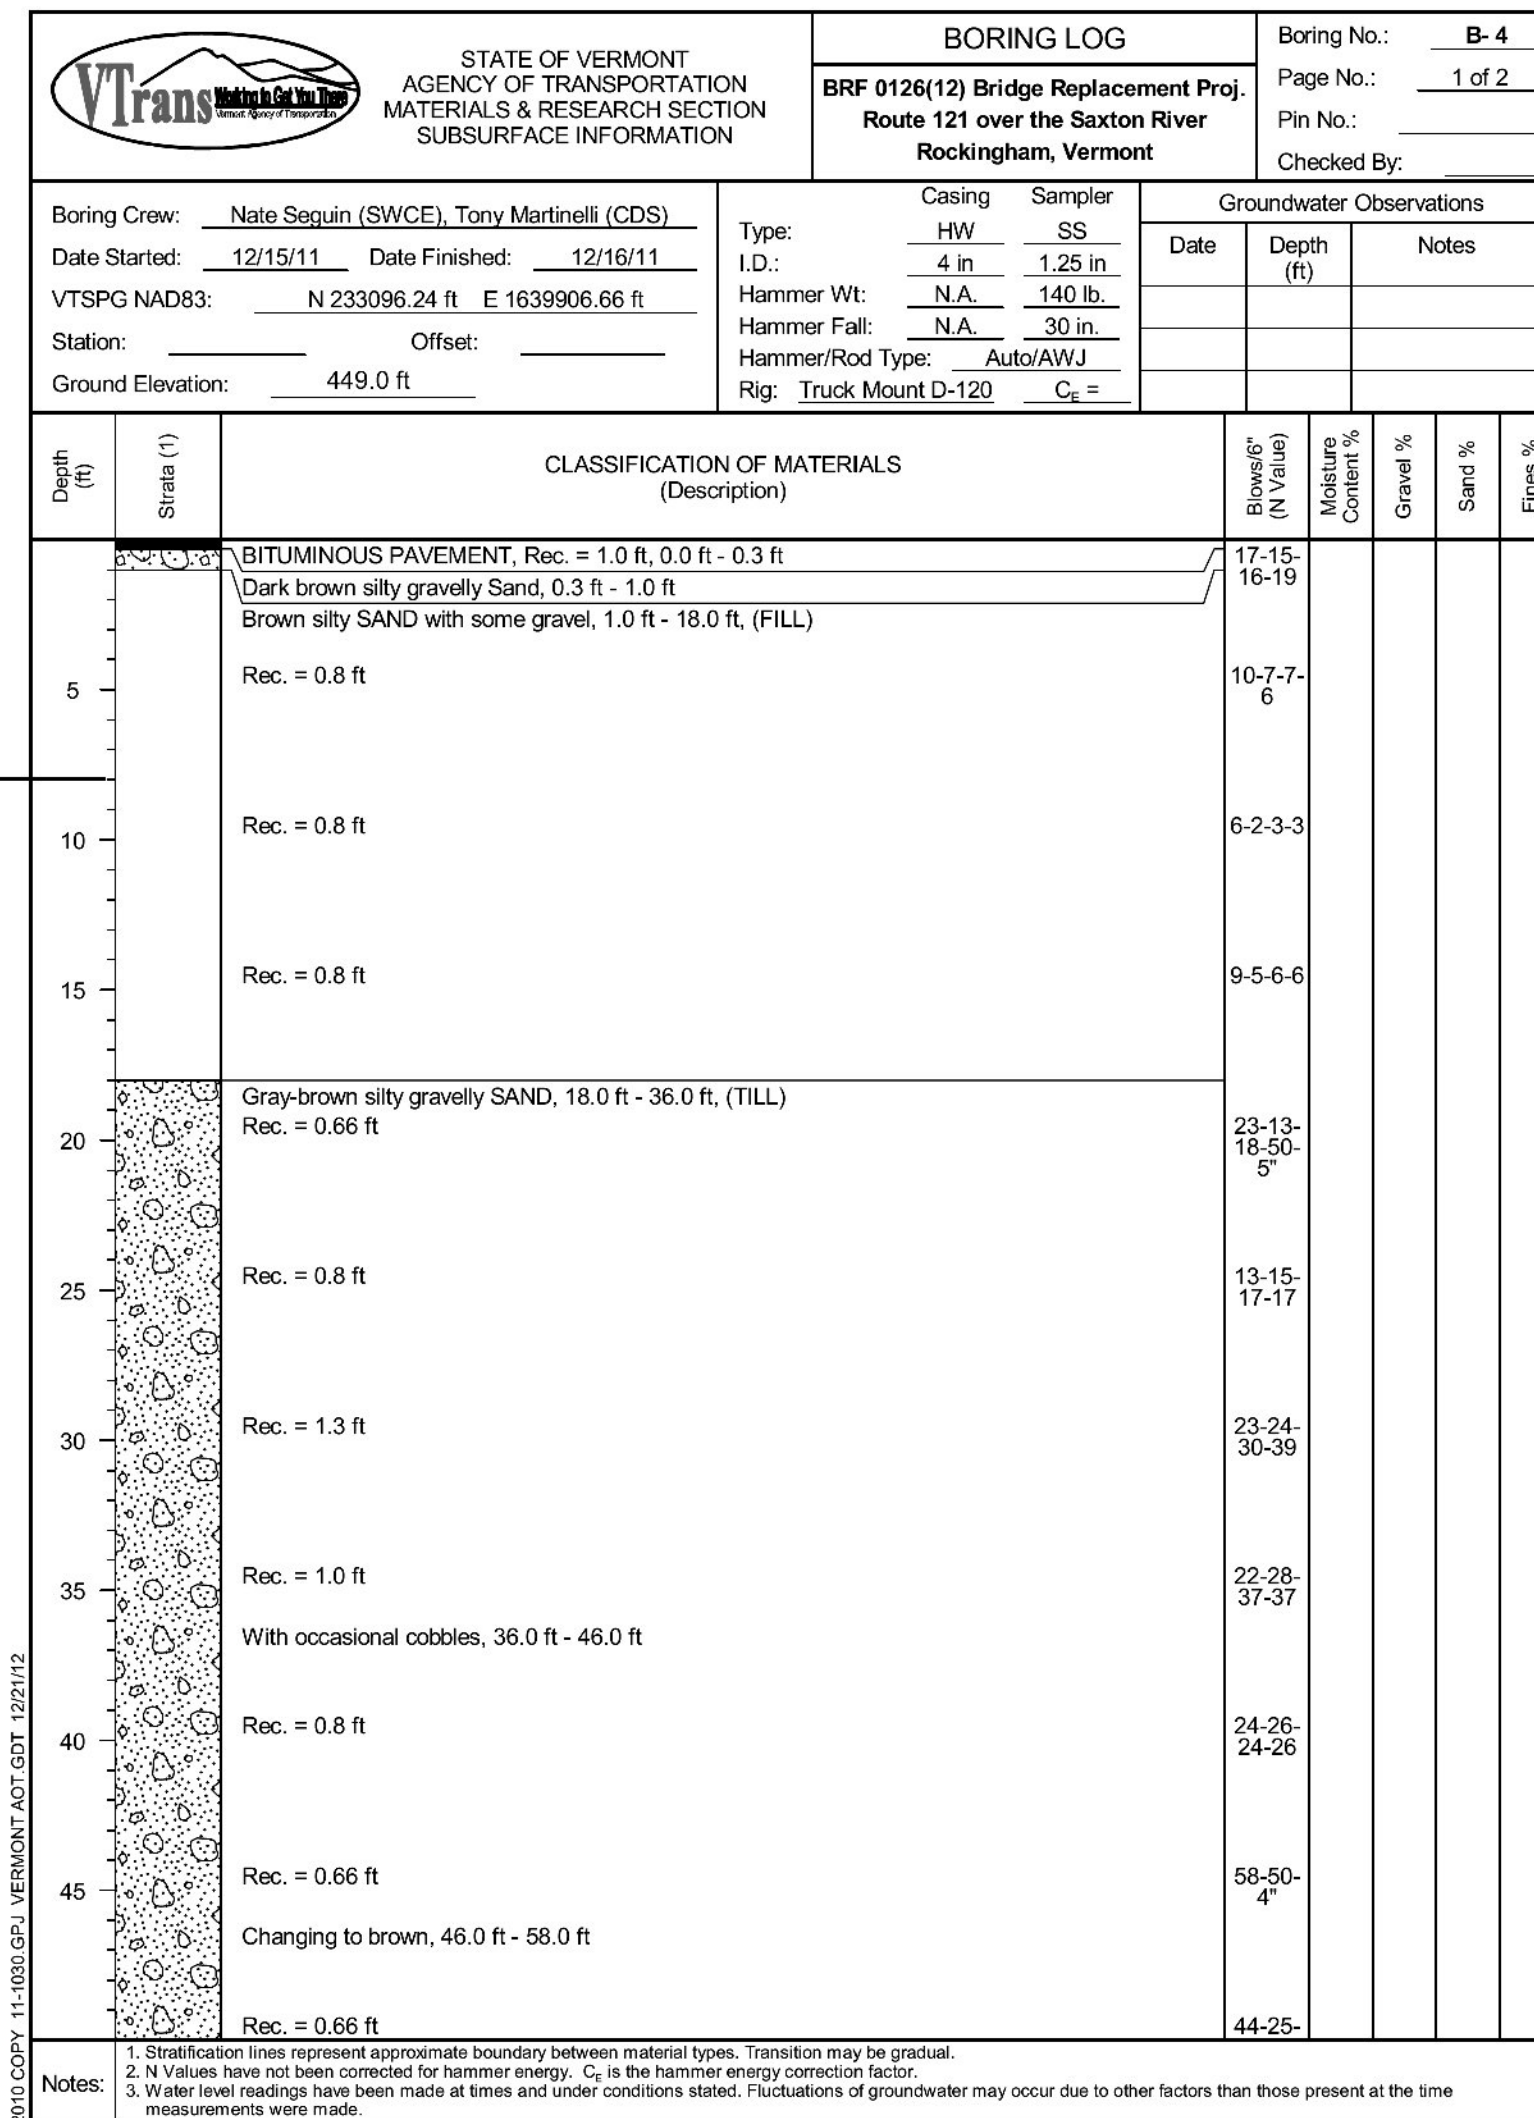 VTrans Working to Get You There
Vermont Agency of Transportation
STATE OF VERMONT
AGENCY OF TRANSPORTATION
MATERIALS & RESEARCH SECTION
SUBSURFACE INFORMATION
BORING LOG
BRF 0126(12) Bridge Replacement Proj.
Route 121 over the Saxton River
Rockingham, Vermont
Boring No.: B- 4
Page No.: 1 of 2
Pin No.:
Checked By:
Boring Crew: Nate Seguin (SWCE), Tony Martinelli (CDS)
Date Started: 12/15/11 Date Finished: 12/16/11
VTSPG NAD83: N 233096.24 ft E 1639906.66 ft
Station: Offset:
Ground Elevation: 449.0 ft
Casing Sampler
Type: HW SS
I.D.: 4 in 1.25 in
Hammer Wt: N.A. 140 lb.
Hammer Fall: N.A. 30 in.
Hammer/Rod Type: Auto/AWJ
Rig: Truck Mount D-120 CE =
Groundwater Observations
Date Depth (ft) Notes
Depth (ft)
Strata (1)
CLASSIFICATION OF MATERIALS
(Description)
Blows/6" (N Value)
Moisture Content %
Gravel %
Sand %
Fines %
BITUMINOUS PAVEMENT, Rec. = 1.0 ft, 0.0 ft - 0.3 ft 17-15-
16-19
Dark brown silty gravelly Sand, 0.3 ft - 1.0 ft
Brown silty SAND with some gravel, 1.0 ft - 18.0 ft, (FILL)
Rec. = 0.8 ft 10-7-7-
5 6
Rec. = 0.8 ft 6-2-3-3
10
Rec. = 0.8 ft 9-5-6-6
15
Gray-brown silty gravelly SAND, 18.0 ft - 36.0 ft, (TILL)
Rec. = 0.66 ft 23-13-
20 18-50-
5"
Rec. = 0.8 ft 13-15-
25 17-17
Rec. = 1.3 ft 23-24-
30 30-39
Rec. = 1.0 ft 22-28-
35 37-37
With occasional cobbles, 36.0 ft - 46.0 ft
Rec. = 0.8 ft 24-26-
40 24-26
Rec. = 0.66 ft 58-50-
45 4"
Changing to brown, 46.0 ft - 58.0 ft
Rec. = 0.66 ft 44-25-
Notes:
1. Stratification lines represent approximate boundary between material types. Transition may be gradual.
2. N Values have not been corrected for hammer energy. CE is the hammer energy correction factor.
3. Water level readings have been made at times and under conditions stated. Fluctuations of groundwater may occur due to other factors than those present at the time
measurements were made.
2010 COPY 11-1030.GPJ VERMONT AOT.GDT 12/21/12